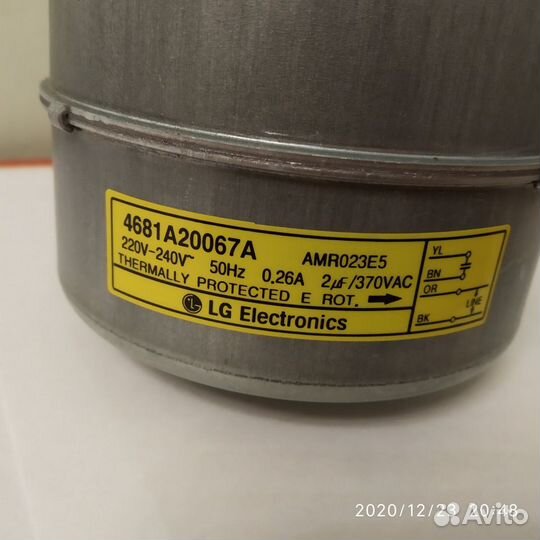 4681A20067A
AMR023E5
220V-240V~ 50Hz 0.26A 2μF/370VAC
THERMALLY PROTECTED E ROT. →
LG Electronics
YL
BN
OR
LINE
BK
2020/12/23 20:48
Avito